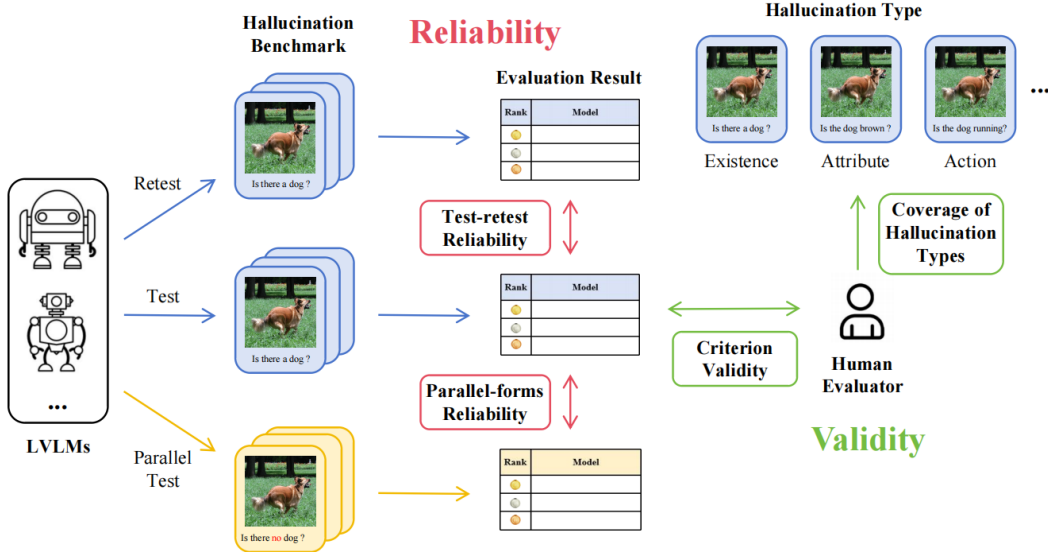 Hallucination
Benchmark
Reliability
Hallucination Type
Evaluation Result
Is there a dog ?
Is the dog brown ?
Is the dog running?
...
Existence
Attribute
Action
Rank Model
Is there a dog ?
Retest
Test-retest
Reliability
Coverage of
Hallucination
Types
Test
Rank Model
Is there a dog ?
Criterion
Validity
Human
Evaluator
...
LVLMs
Parallel-forms
Reliability
Validity
Parallel
Test
Rank Model
Is there no dog ?